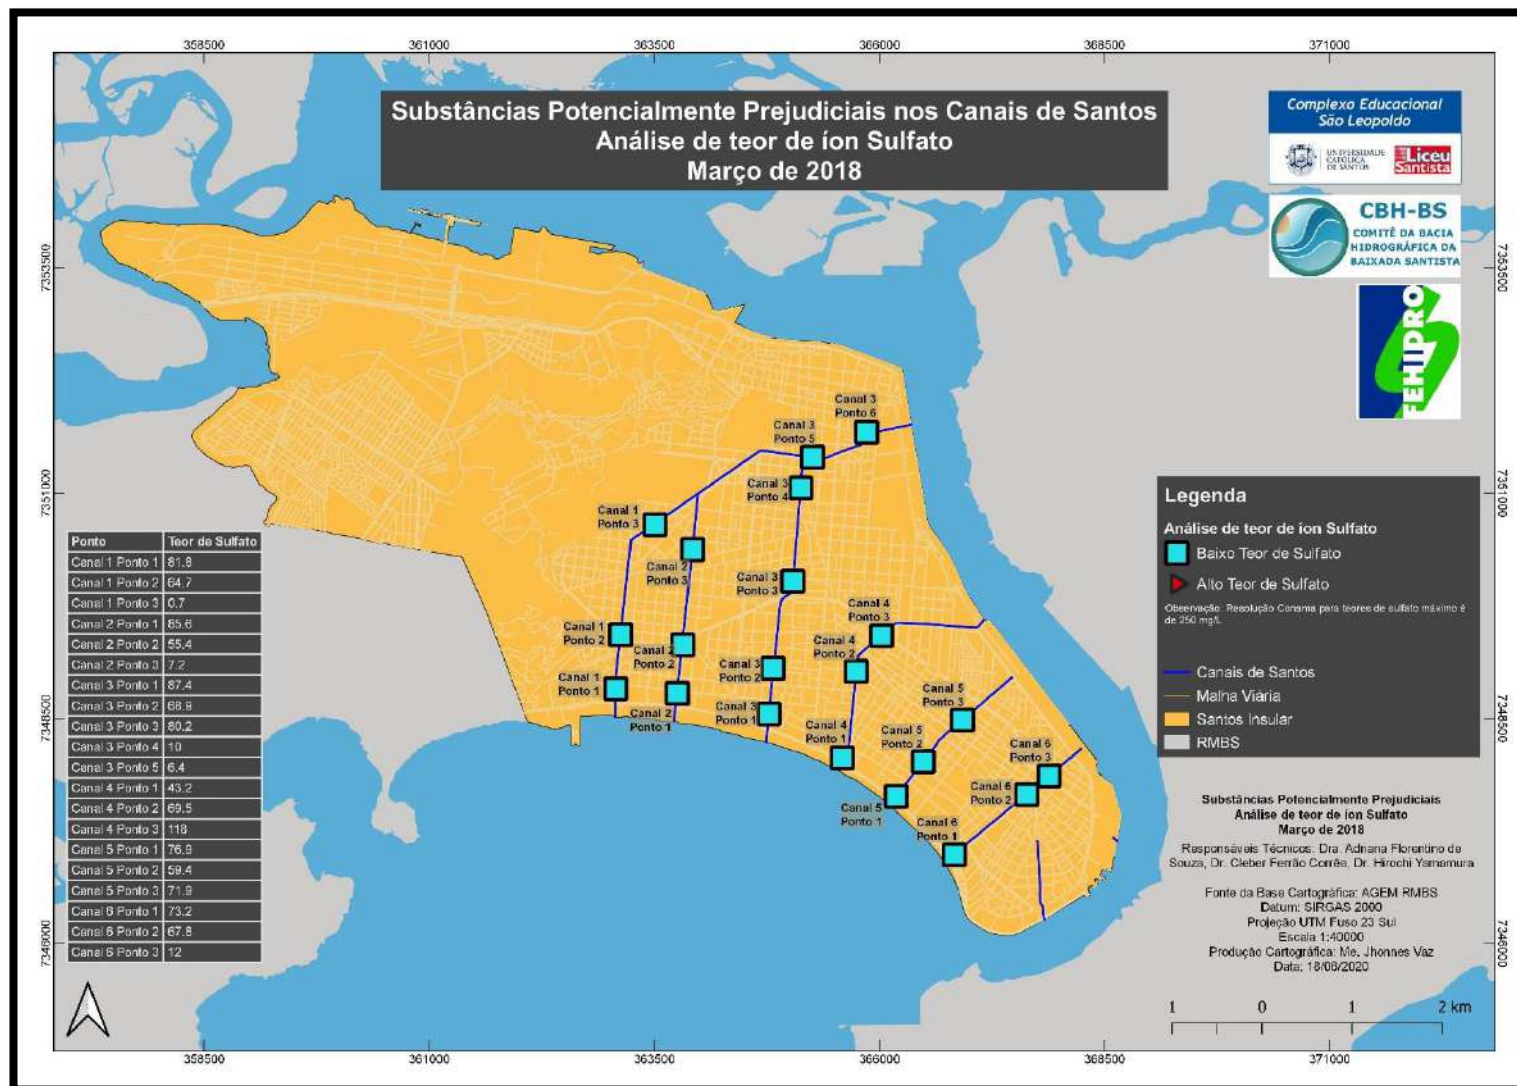 358500
361000
363500
366000
368500
371000
Substâncias Potencialmente Prejudiciais nos Canais de Santos
Análise de teor de íon Sulfato
Março de 2018
Complexo Educacional
São Leopoldo
UNIVERSIDADE
CATÓLICA
DE SANTOS
Liceu
Santista
CBH-BS
COMITÊ DA BACIA
HIDROGRÁFICA DA
BAIXADA SANTISTA
FEHIDRO
7353500
7353500
7351000
7351000
7348500
7348500
7346000
7346000
Canal 3
Ponto 6
Canal 3
Ponto 5
Canal 3
Ponto 4
Canal 1
Ponto 3
Canal 2
Ponto 3
Canal 3
Ponto 3
Canal 4
Ponto 3
Canal 1
Ponto 2
Canal 2
Ponto 2
Canal 3
Ponto 2
Canal 4
Ponto 2
Canal 1
Ponto 1
Canal 2
Ponto 1
Canal 3
Ponto 1
Canal 4
Ponto 1
Canal 5
Ponto 3
Canal 5
Ponto 2
Canal 5
Ponto 1
Canal 6
Ponto 3
Canal 6
Ponto 2
Canal 6
Ponto 1
Ponto Teor de Sulfato
Canal 1 Ponto 1 81.8
Canal 1 Ponto 2 64.7
Canal 1 Ponto 3 0.7
Canal 2 Ponto 1 85.6
Canal 2 Ponto 2 55.4
Canal 2 Ponto 3 7.2
Canal 3 Ponto 1 87.4
Canal 3 Ponto 2 68.9
Canal 3 Ponto 3 80.2
Canal 3 Ponto 4 10
Canal 3 Ponto 5 6.4
Canal 4 Ponto 1 43.2
Canal 4 Ponto 2 69.5
Canal 4 Ponto 3 118
Canal 5 Ponto 1 76.9
Canal 5 Ponto 2 59.4
Canal 5 Ponto 3 71.9
Canal 6 Ponto 1 73.2
Canal 6 Ponto 2 67.8
Canal 6 Ponto 3 12
Legenda
Análise de teor de íon Sulfato
Baixo Teor de Sulfato
Alto Teor de Sulfato
Observação: Resolução Conama para teores de sulfato máximo é
de 250 mg/L
Canais de Santos
Malha Viária
Santos Insular
RMBS
Substâncias Potencialmente Prejudiciais
Análise de teor de íon Sulfato
Março de 2018
Responsáveis Técnicos: Dra. Adriana Florentino de
Souza, Dr. Cleber Ferrão Corrêa, Dr. Hirochi Yamamura
Fonte da Base Cartográfica: AGEM RMBS
Datum: SIRGAS 2000
Projeção UTM Fuso 23 Sul
Escala 1:40000
Produção Cartográfica: Me. Jhonnes Vaz
Data: 18/06/2020
1 0 1 2 km
358500
361000
363500
366000
368500
371000